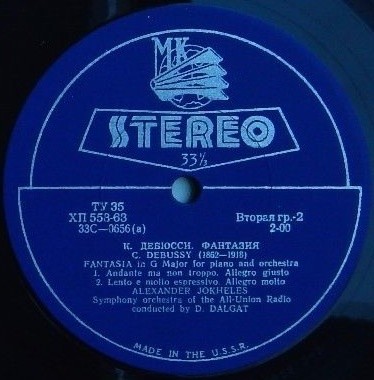 МК
STEREO
33⅓
ТУ 35
ХП 558-63
33С—0656(в)
Вторая гр.-2
2-00
К. ДЕБЮССИ. ФАНТАЗИЯ
C. DEBUSSY (1862—1918)
FANTASIA in G Major for piano and orchestra
1. Andante ma non troppo. Allegro giusto
2. Lento e molto espressivo. Allegro molto
ALEXANDER JOKHELES
Symphony orchestra of the All-Union Radio
conducted by D. DALGAT
MADE IN THE U.S.S.R.